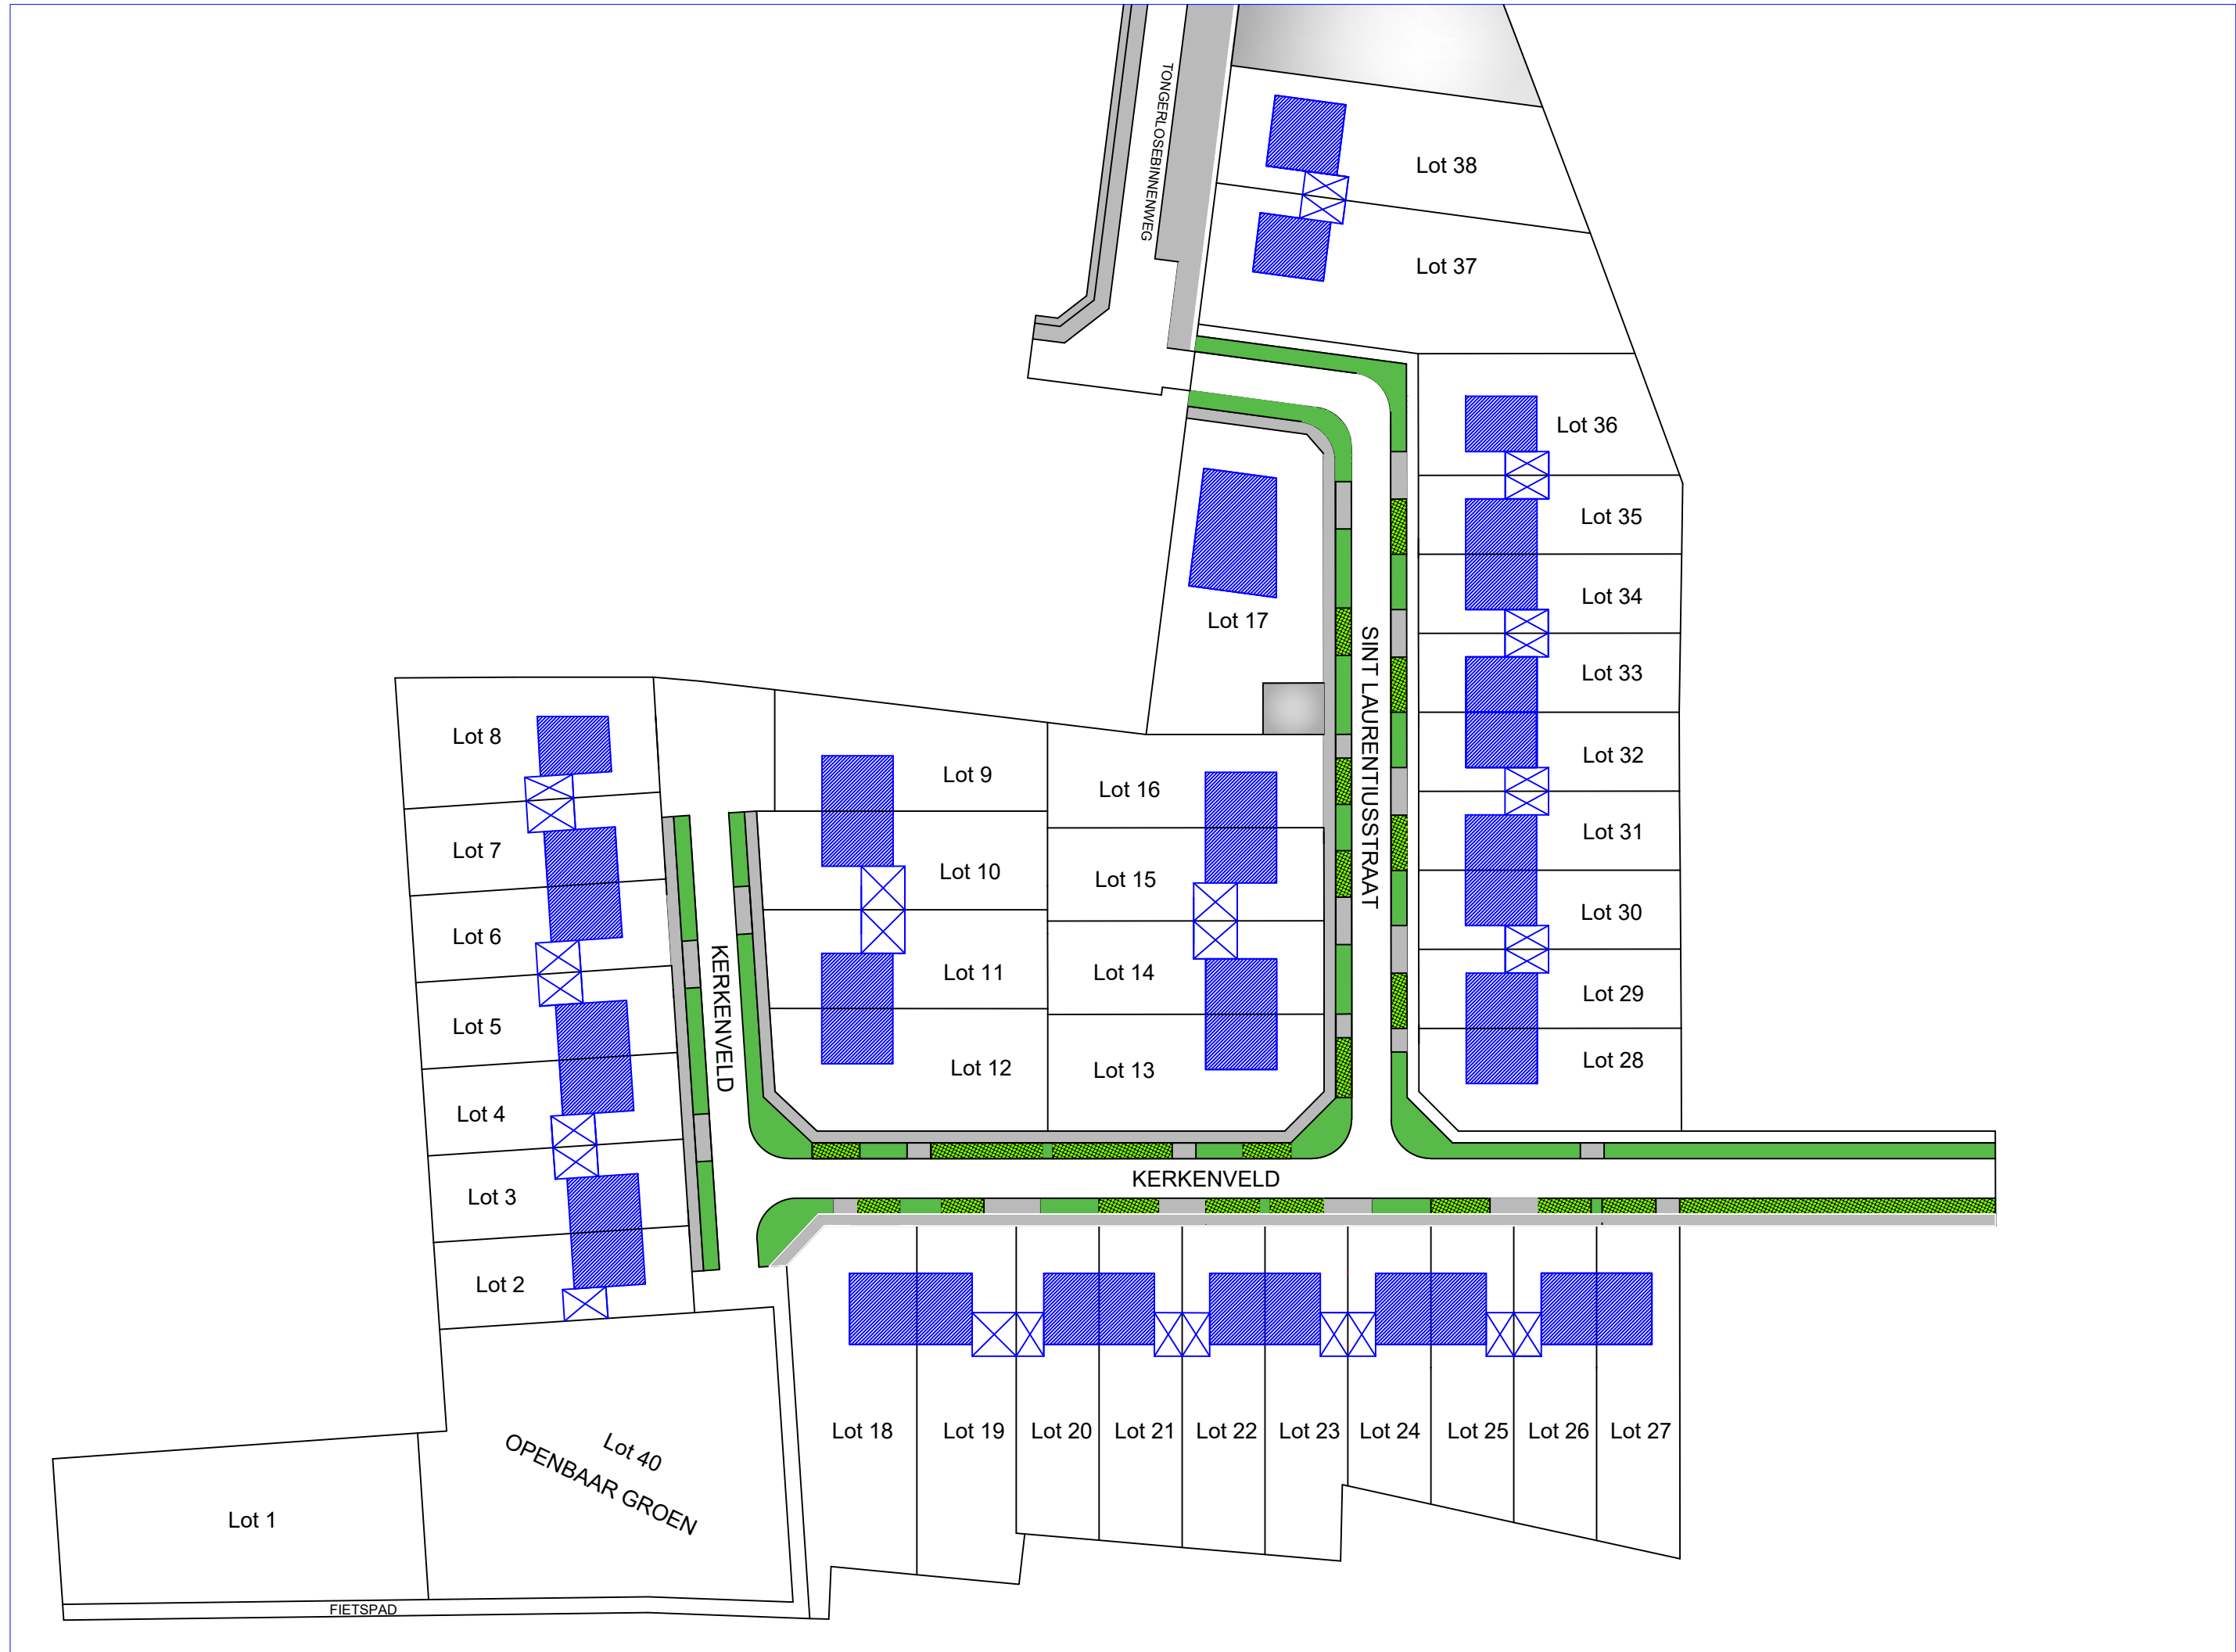 TONGERLOSEBINNENWEG
Lot 38
Lot 37
Lot 36
Lot 35
Lot 34
Lot 33
Lot 32
Lot 31
Lot 30
Lot 29
Lot 28
Lot 17
SINT LAURENTIUSSTRAAT
Lot 8
Lot 7
Lot 6
Lot 5
Lot 4
Lot 3
Lot 2
KERKENVELD
Lot 9
Lot 10
Lot 11
Lot 12
Lot 16
Lot 15
Lot 14
Lot 13
KERKENVELD
Lot 18
Lot 19
Lot 20
Lot 21
Lot 22
Lot 23
Lot 24
Lot 25
Lot 26
Lot 27
Lot 40
OPENBAAR GROEN
Lot 1
FIETSPAD